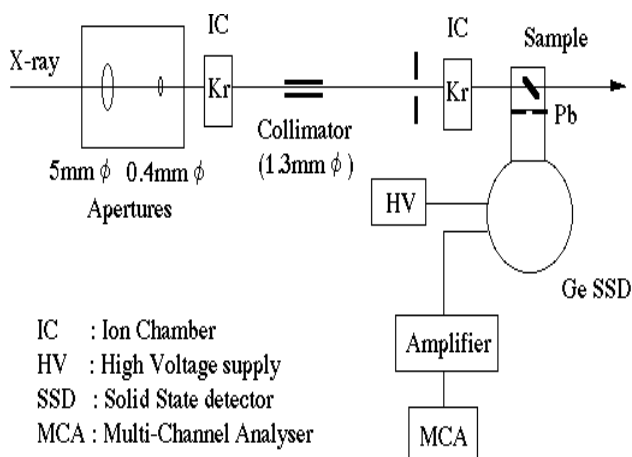 IC
IC
Sample
X-ray
Kr
Kr
Pb
Collimator
(1.3mm ϕ)
5mm ϕ 0.4mm ϕ
Apertures
HV
Ge SSD
IC : Ion Chamber
HV : High Voltage supply
SSD : Solid State detector
MCA : Multi-Channel Analyser
Amplifier
MCA